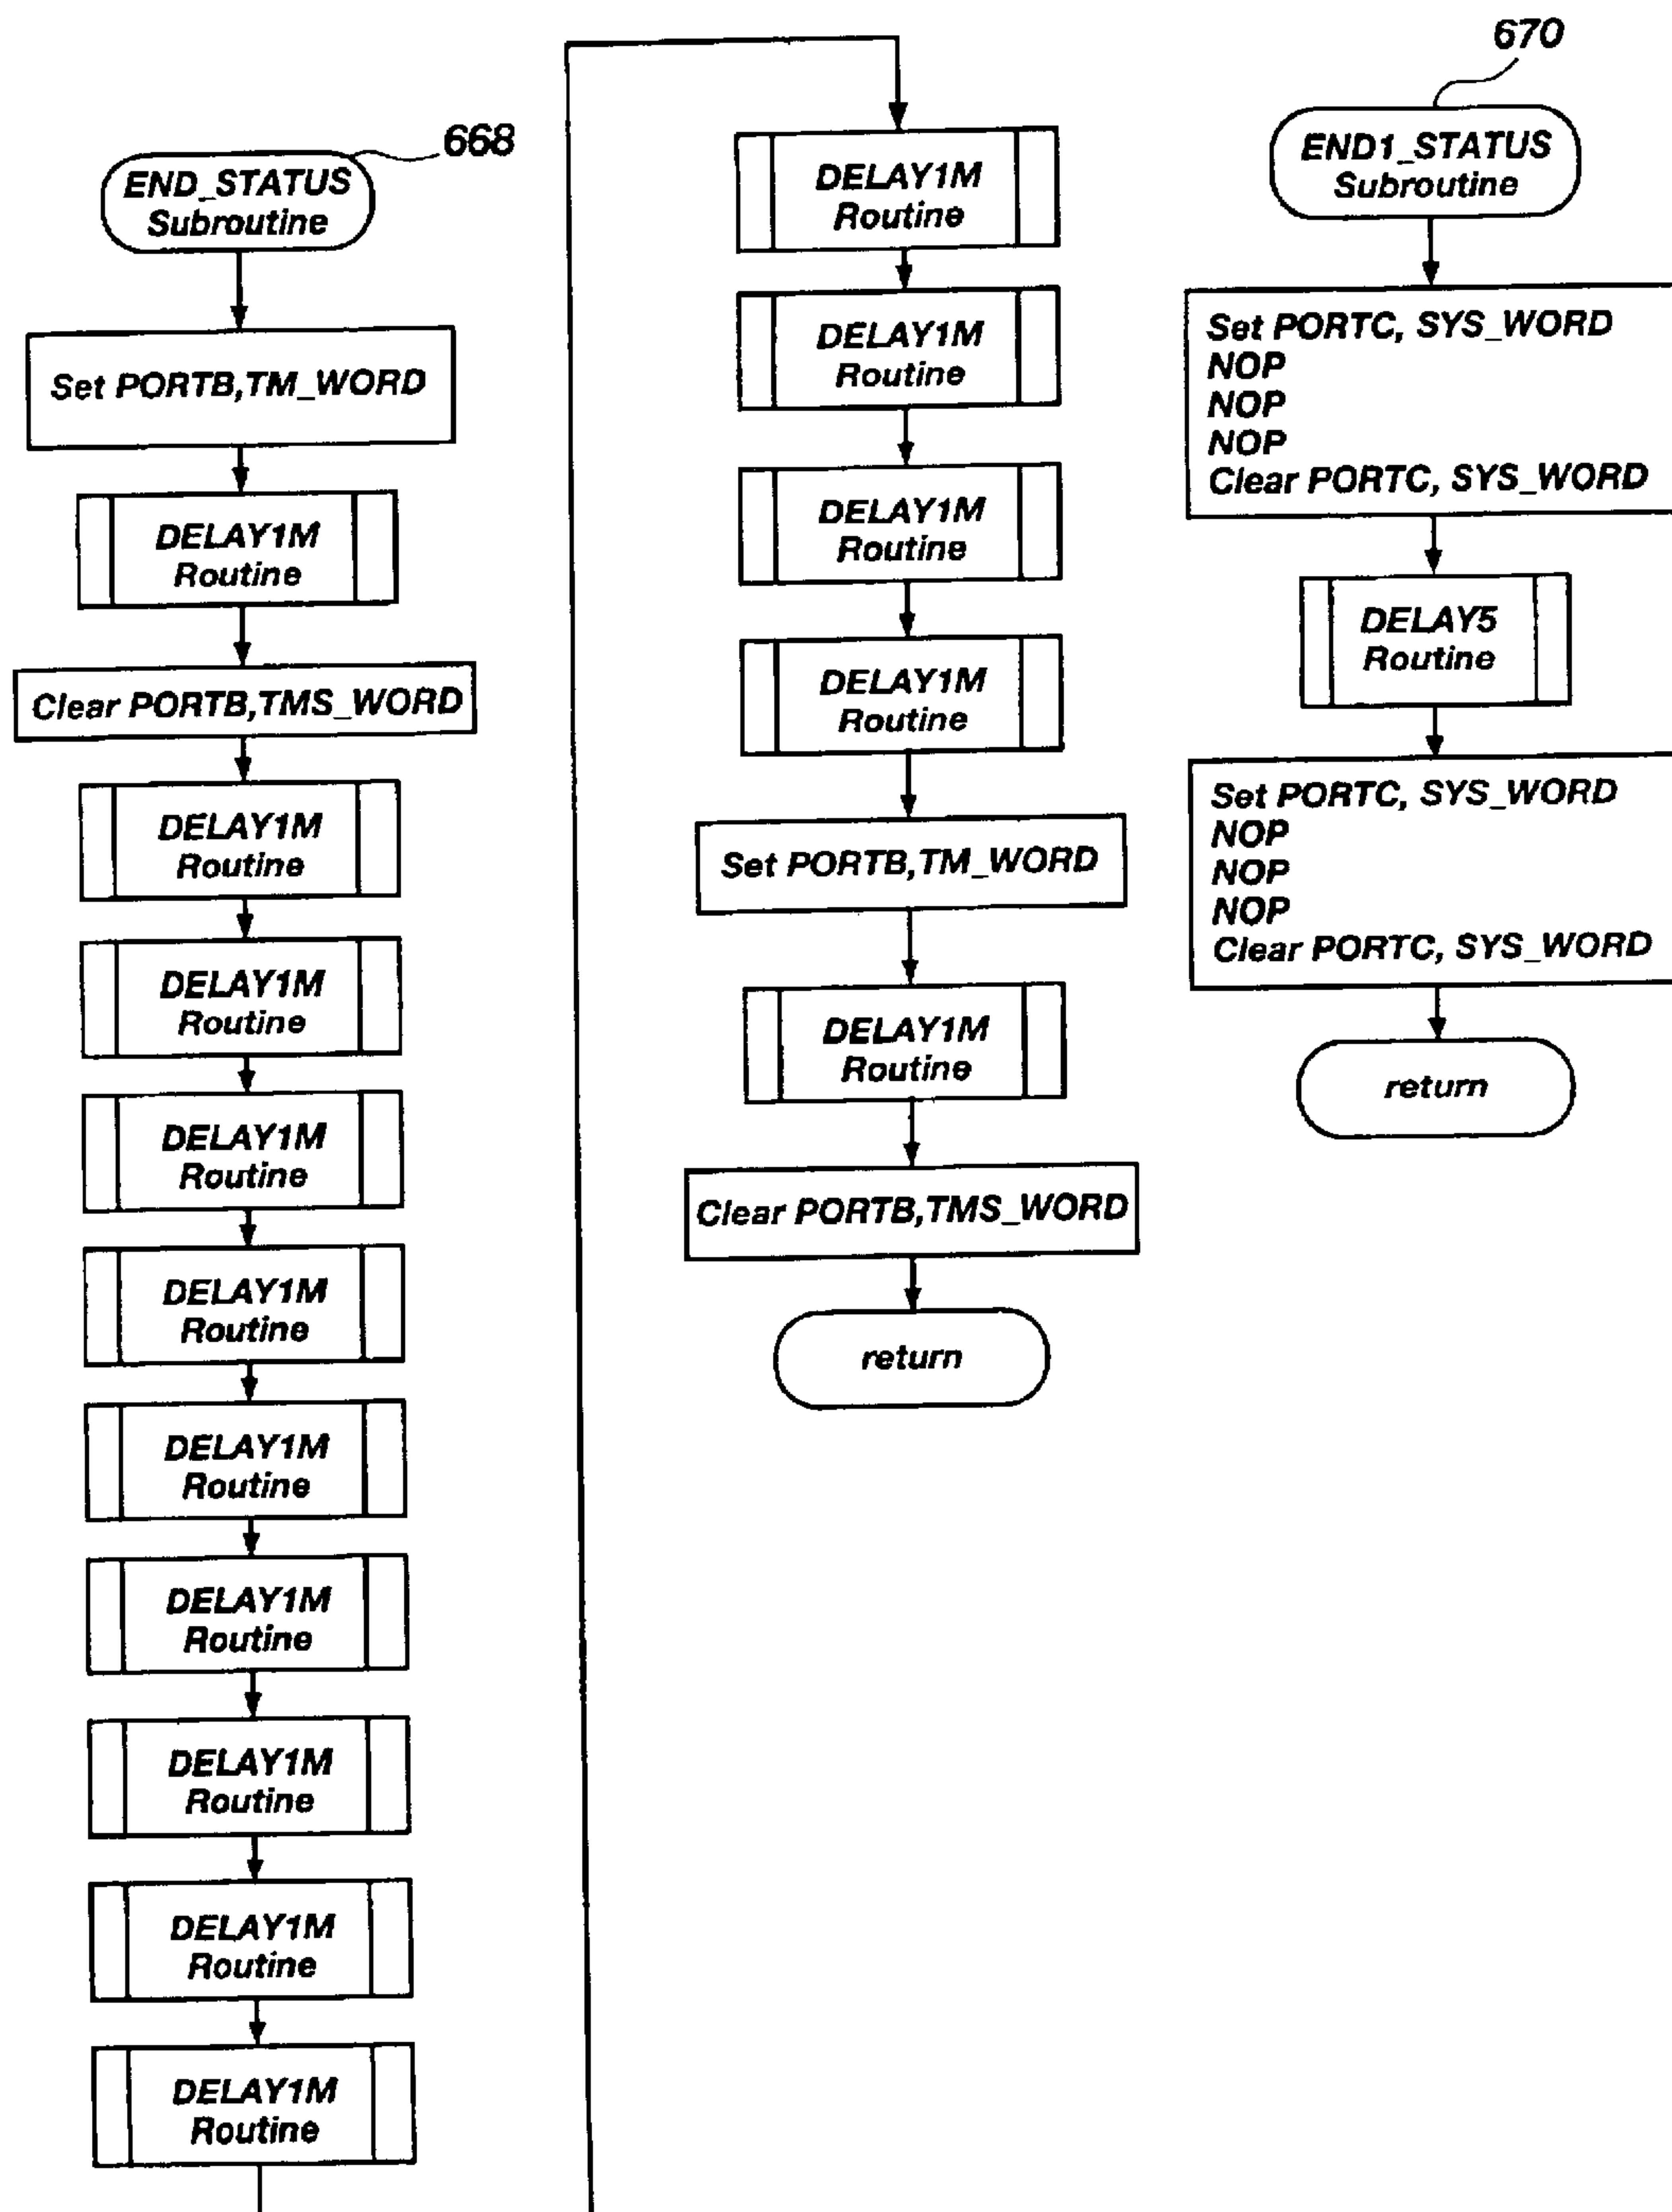 668
END_STATUS
Subroutine
Set PORTB,TM_WORD
DELAY1M
Routine
Clear PORTB,TMS_WORD
DELAY1M
Routine
DELAY1M
Routine
DELAY1M
Routine
DELAY1M
Routine
DELAY1M
Routine
DELAY1M
Routine
DELAY1M
Routine
DELAY1M
Routine
DELAY1M
Routine
DELAY1M
Routine
DELAY1M
Routine
DELAY1M
Routine
DELAY1M
Routine
Set PORTB,TM_WORD
DELAY1M
Routine
Clear PORTB,TMS_WORD
return
670
END1_STATUS
Subroutine
Set PORTC, SYS_WORD
NOP
NOP
NOP
Clear PORTC, SYS_WORD
DELAY5
Routine
Set PORTC, SYS_WORD
NOP
NOP
NOP
Clear PORTC, SYS_WORD
return